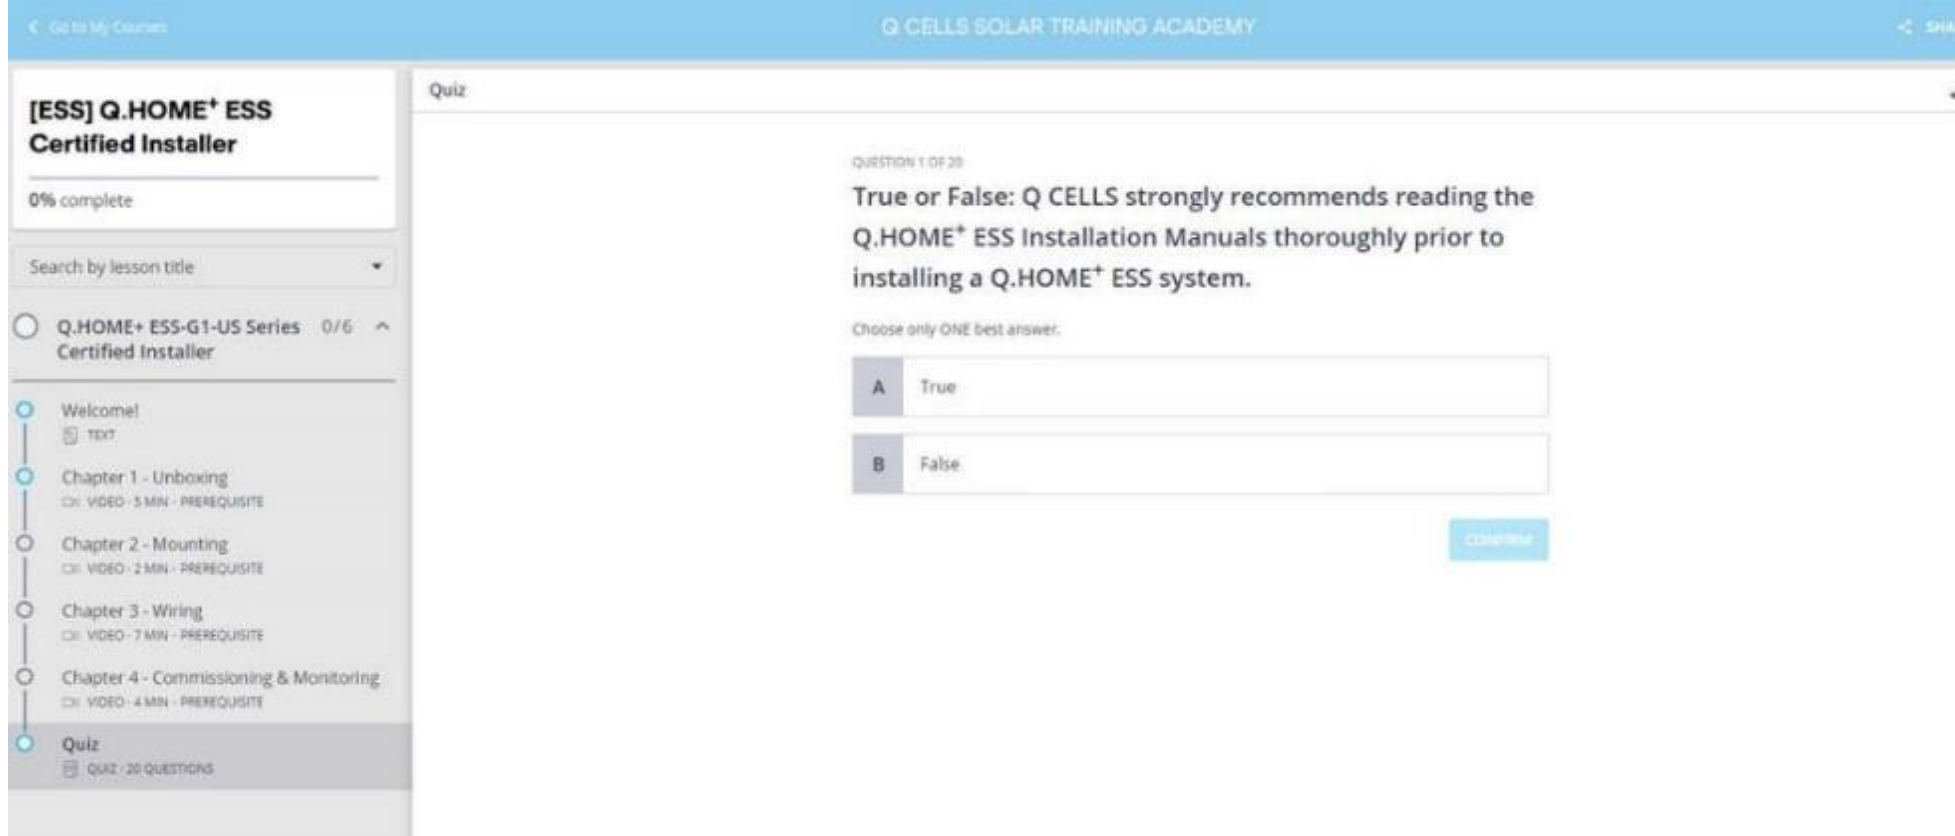 Go to My Courses
Q CELLS SOLAR TRAINING ACADEMY
SHA
[ESS] Q.HOME⁺ ESS
Certified Installer
0% complete
Search by lesson title
Q.HOME+ ESS-G1-US Series 0/6
Certified Installer
Welcome!
TEXT
Chapter 1 - Unboxing
VIDEO · 5 MIN · PREREQUISITE
Chapter 2 - Mounting
VIDEO · 2 MIN · PREREQUISITE
Chapter 3 - Wiring
VIDEO · 7 MIN · PREREQUISITE
Chapter 4 - Commissioning & Monitoring
VIDEO · 4 MIN · PREREQUISITE
Quiz
QUIZ · 20 QUESTIONS
Quiz
QUESTION 1 OF 20
True or False: Q CELLS strongly recommends reading the
Q.HOME⁺ ESS Installation Manuals thoroughly prior to
installing a Q.HOME⁺ ESS system.
Choose only ONE best answer.
A True
B False
CONFIRM